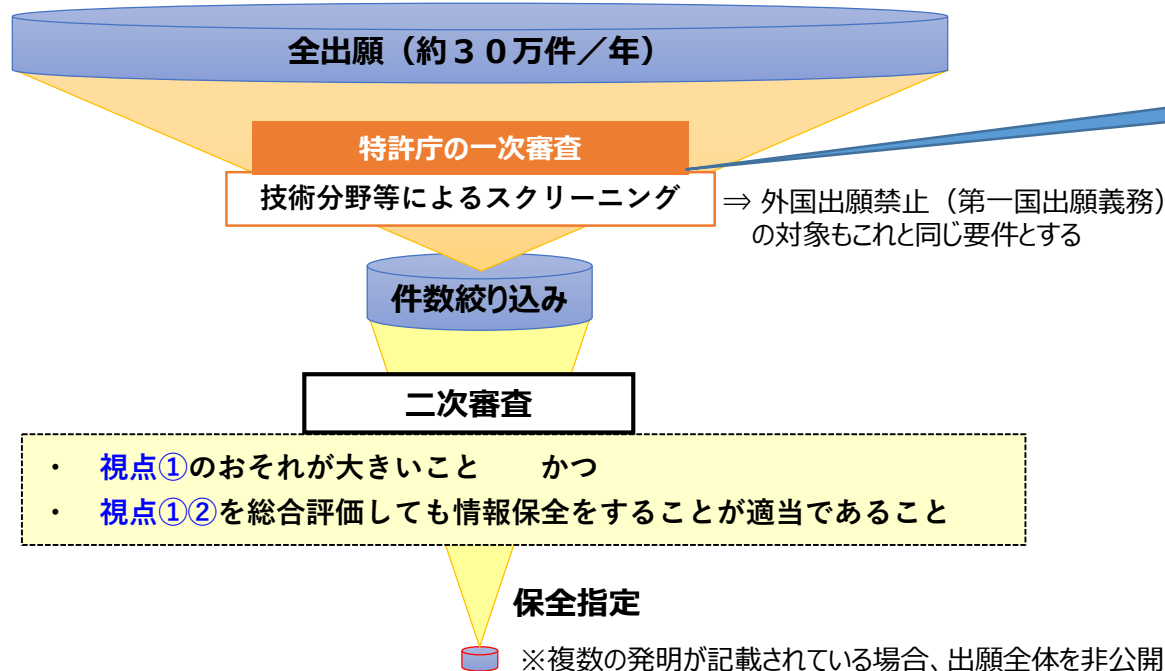 全出願（約３０万件／年）
特許庁の一次審査
技術分野等によるスクリーニング
⇒ 外国出願禁止（第一国出願義務）
の対象もこれと同じ要件とする
件数絞り込み
二次審査
・ 視点①のおそれが大きいこと　　かつ
・ 視点①②を総合評価しても情報保全をすることが適当であること
保全指定
※複数の発明が記載されている場合、出願全体を非公開